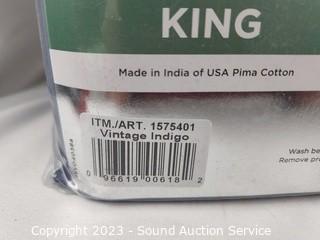 KING
Made in India of USA Pima Cotton
ITM./ART. 1575401
Vintage Indigo
0 96619 00618 2
Wash be
Remove pro
Copyright © 2023 - Sound Auction Service